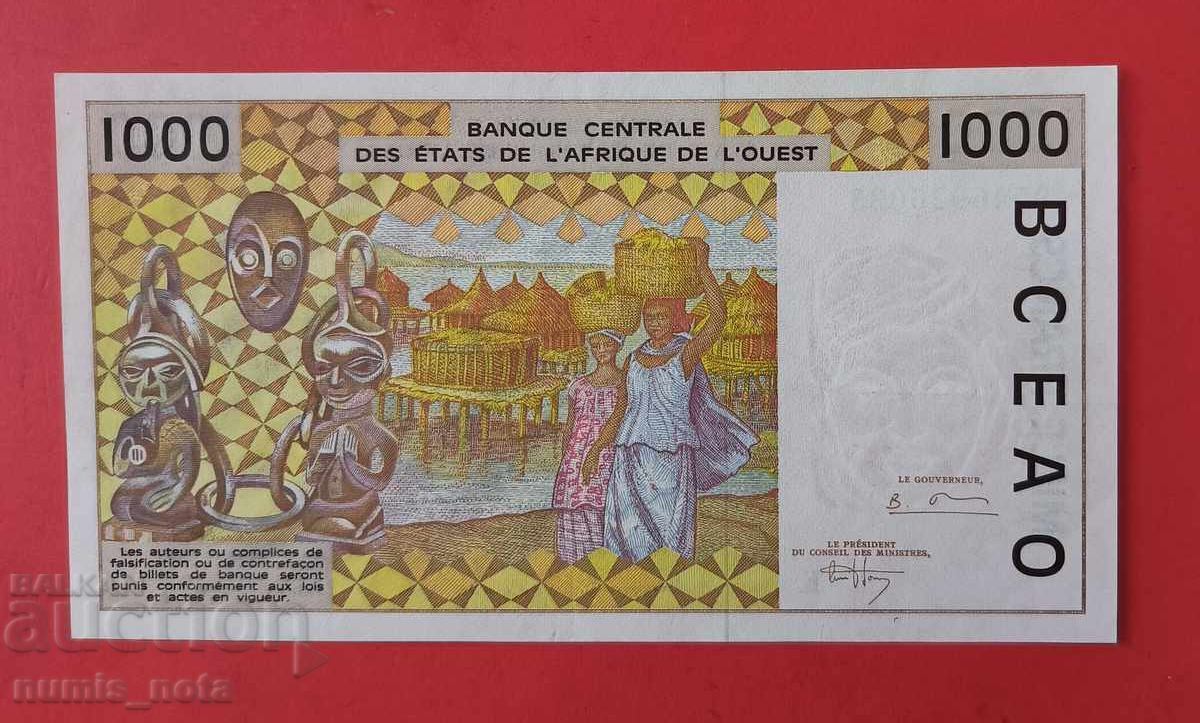 1000
BANQUE CENTRALE
DES ÉTATS DE L'AFRIQUE DE L'OUEST
1000
BCEAO
LE GOUVERNEUR,
LE PRÉSIDENT
DU CONSEIL DES MINISTRES,
Les auteurs ou complices de
falsification ou de contrefaçon
de billets de banque seront
punis conformément aux lois
et actes en vigueur.
BALKAN
auction
numis_nota